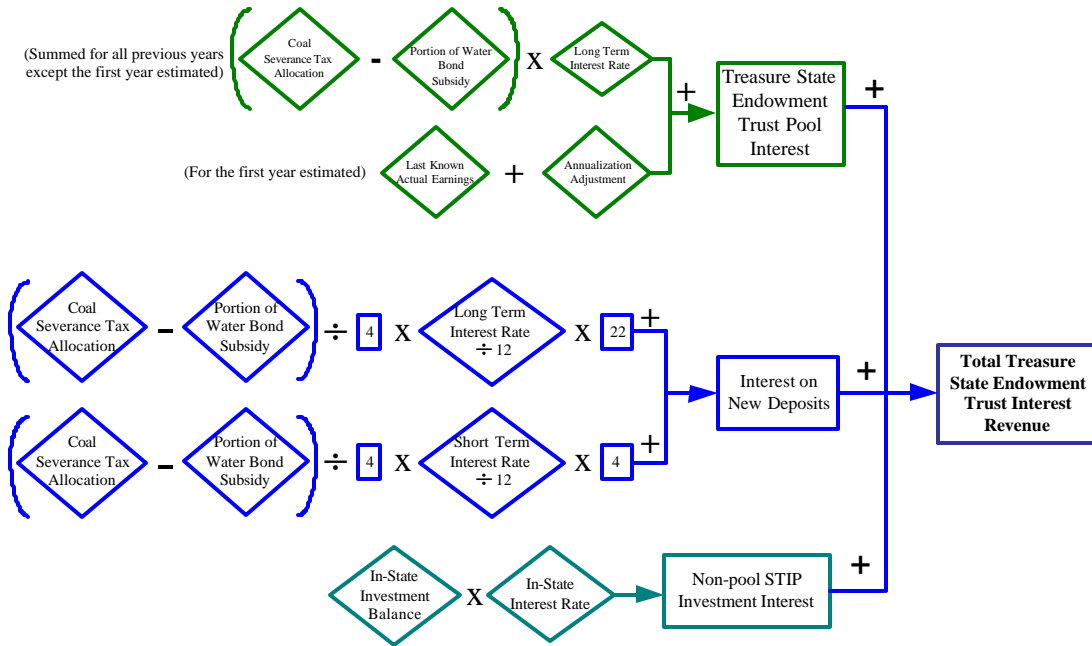 (Summed for all previous years
except the first year estimated)
(
Coal
Severance Tax
Allocation
-
Portion of Water
Bond
Subsidy
)
X
Long Term
Interest Rate
+
Treasure State
Endowment
Trust Pool
Interest
+
(For the first year estimated)
Last Known
Actual Earnings
+
Annualization
Adjustment
(
Coal
Severance Tax
Allocation
−
Portion of
Water Bond
Subsidy
)
÷
4
X
Long Term
Interest Rate
÷ 12
X
22
+
(
Coal
Severance Tax
Allocation
−
Portion of
Water Bond
Subsidy
)
÷
4
X
Short Term
Interest Rate
÷ 12
X
4
+
Interest on
New Deposits
+
Total Treasure
State Endowment
Trust Interest
Revenue
In-State
Investment
Balance
X
In-State
Interest Rate
Non-pool STIP
Investment Interest
+